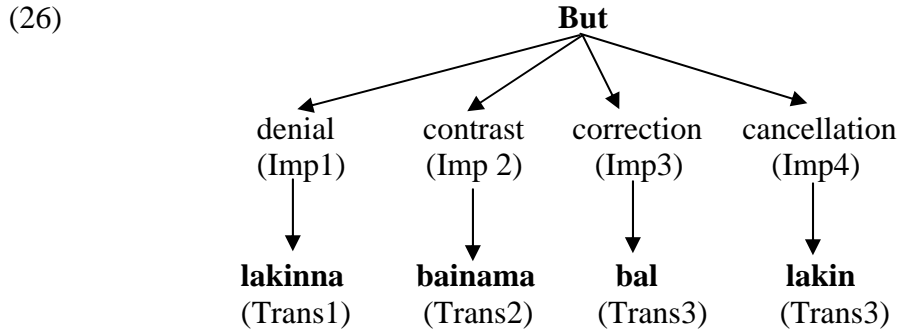 (26) But
denial contrast correction cancellation
(Imp1) (Imp 2) (Imp3) (Imp4)
lakinna bainama bal lakin
(Trans1) (Trans2) (Trans3) (Trans3)